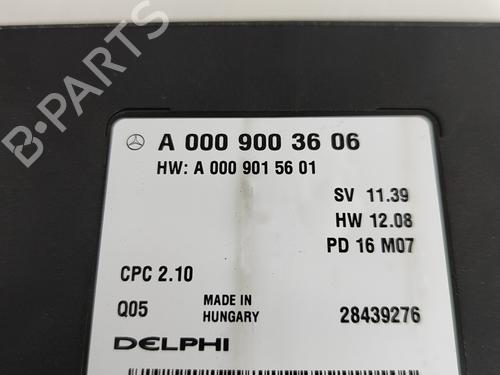 B-PARTS
A 000 900 36 06
HW: A 000 901 56 01
SV 11.39
HW 12.08
PD 16 M07
CPC 2.10
Q05 MADE IN HUNGARY 28439276
DELPHI